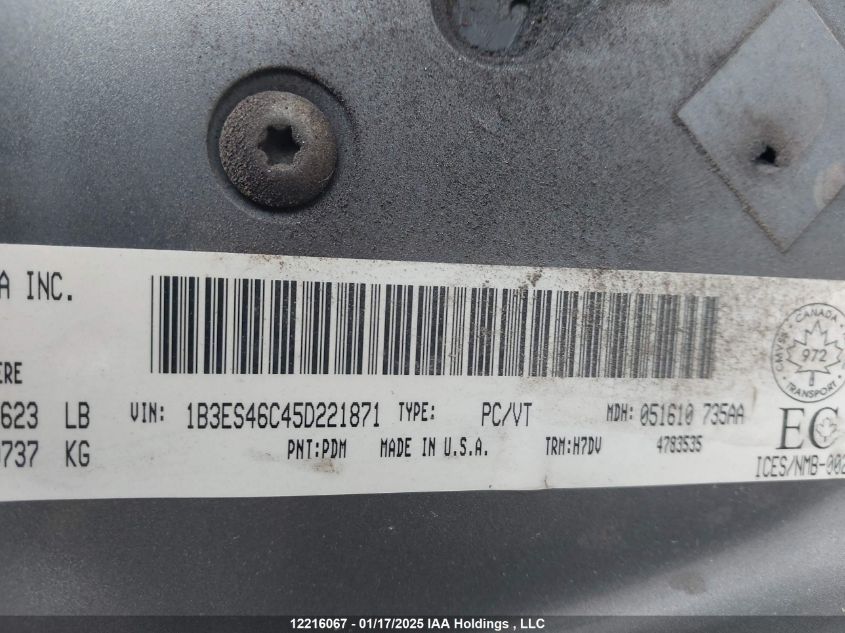 A INC.
CANADA
CMVSS
972
TRANSPORT
ERE
623 LB VIN: 1B3ES46C45D221871 TYPE: PC/VT MDH: 051610 735AA
737 KG PNT:PDM MADE IN U.S.A. TRM:H7DV 4783535
EC
ICES/NMB-002
12216067 - 01/17/2025 IAA Holdings , LLC